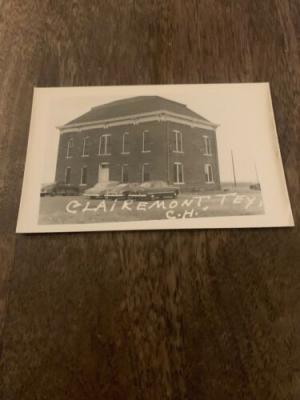 CLAIREMONT, TEX.
C.H.